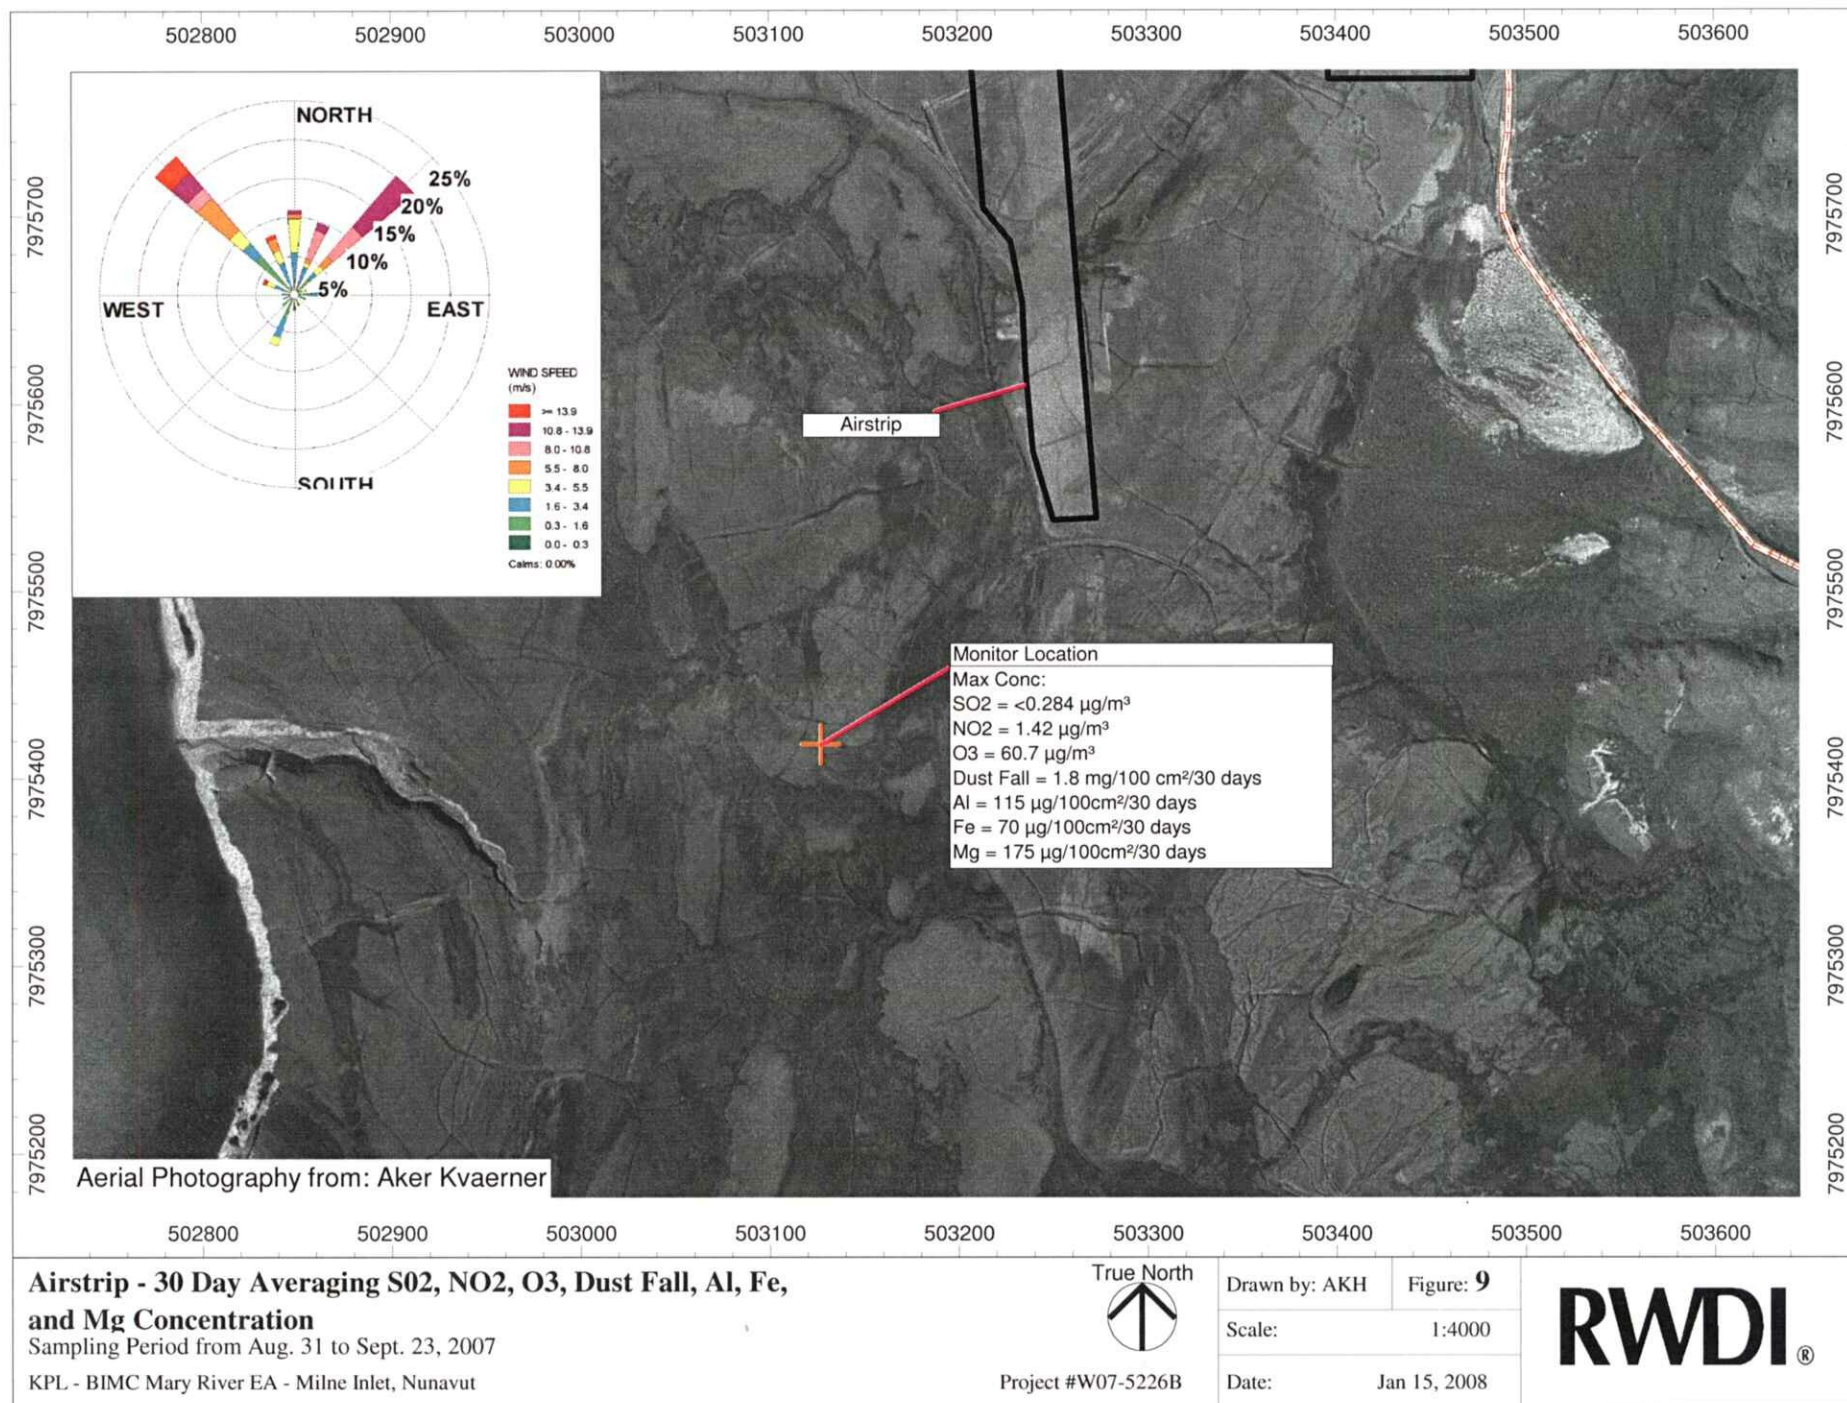 502800 502900 503000 503100 503200 503300 503400 503500 503600
7975700
7975600
7975500
7975400
7975300
7975200
NORTH
25%
20%
15%
10%
5%
WEST
EAST
SOUTH
WIND SPEED
(m/s)
>= 13.9
10.8 - 13.9
8.0 - 10.8
5.5 - 8.0
3.4 - 5.5
1.6 - 3.4
0.3 - 1.6
0.0 - 0.3
Calms: 0.00%
Airstrip
Monitor Location
Max Conc:
SO2 = <0.284 µg/m³
NO2 = 1.42 µg/m³
O3 = 60.7 µg/m³
Dust Fall = 1.8 mg/100 cm²/30 days
Al = 115 µg/100cm²/30 days
Fe = 70 µg/100cm²/30 days
Mg = 175 µg/100cm²/30 days
7975700
7975600
7975500
7975400
7975300
7975200
Aerial Photography from: Aker Kvaerner
502800 502900 503000 503100 503200 503300 503400 503500 503600
Airstrip - 30 Day Averaging S02, NO2, O3, Dust Fall, Al, Fe,
and Mg Concentration
Sampling Period from Aug. 31 to Sept. 23, 2007
KPL - BIMC Mary River EA - Milne Inlet, Nunavut
True North
Project #W07-5226B
Drawn by: AKH Figure: 9
Scale: 1:4000
Date: Jan 15, 2008
RWDI®